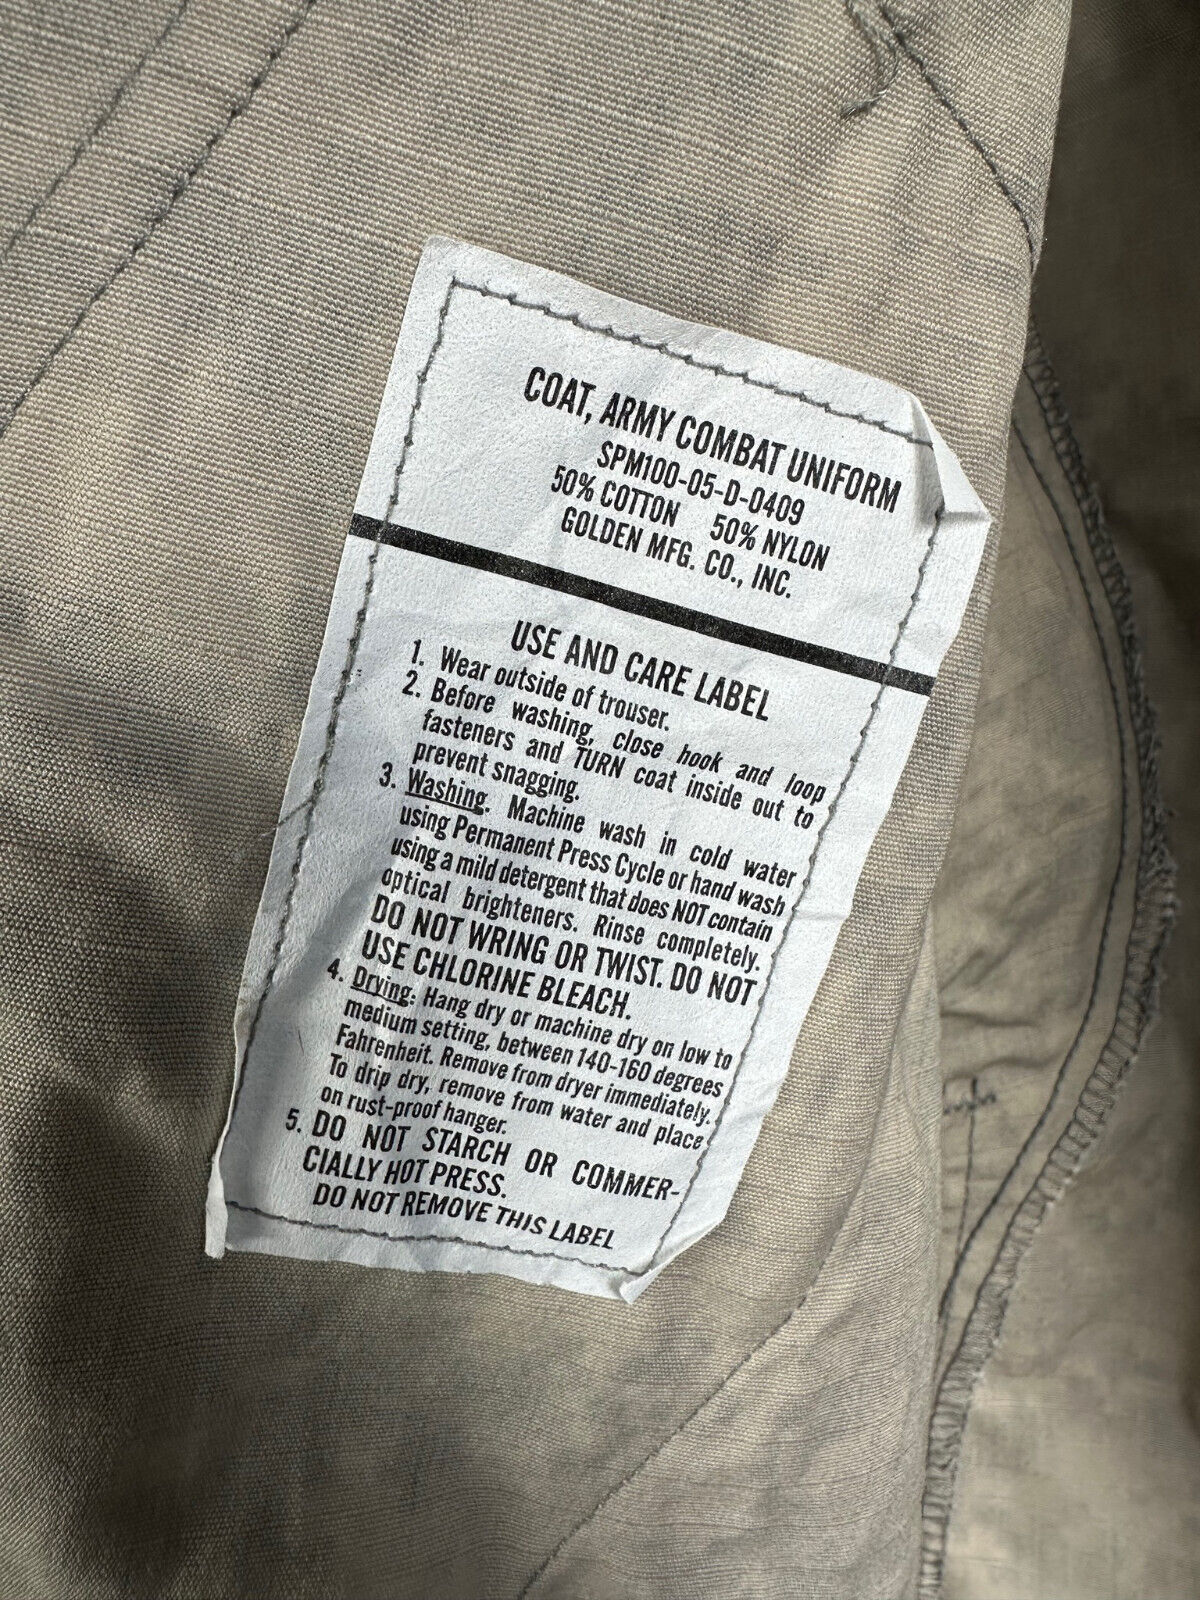 COAT, ARMY COMBAT UNIFORM
SPM100-05-D-0409
50% COTTON 50% NYLON
GOLDEN MFG. CO., INC.
USE AND CARE LABEL
1. Wear outside of trouser.
2. Before washing, close hook and loop
fasteners and TURN coat inside out to
prevent snagging.
3. Washing. Machine wash in cold water
using Permanent Press Cycle or hand wash
using a mild detergent that does NOT contain
optical brighteners. Rinse completely.
DO NOT WRING OR TWIST. DO NOT
USE CHLORINE BLEACH.
4. Drying: Hang dry or machine dry on low to
medium setting, between 140-160 degrees
Fahrenheit. Remove from dryer immediately.
To drip dry, remove from water and place
on rust-proof hanger.
5. DO NOT STARCH OR COMMER-
CIALLY HOT PRESS.
DO NOT REMOVE THIS LABEL